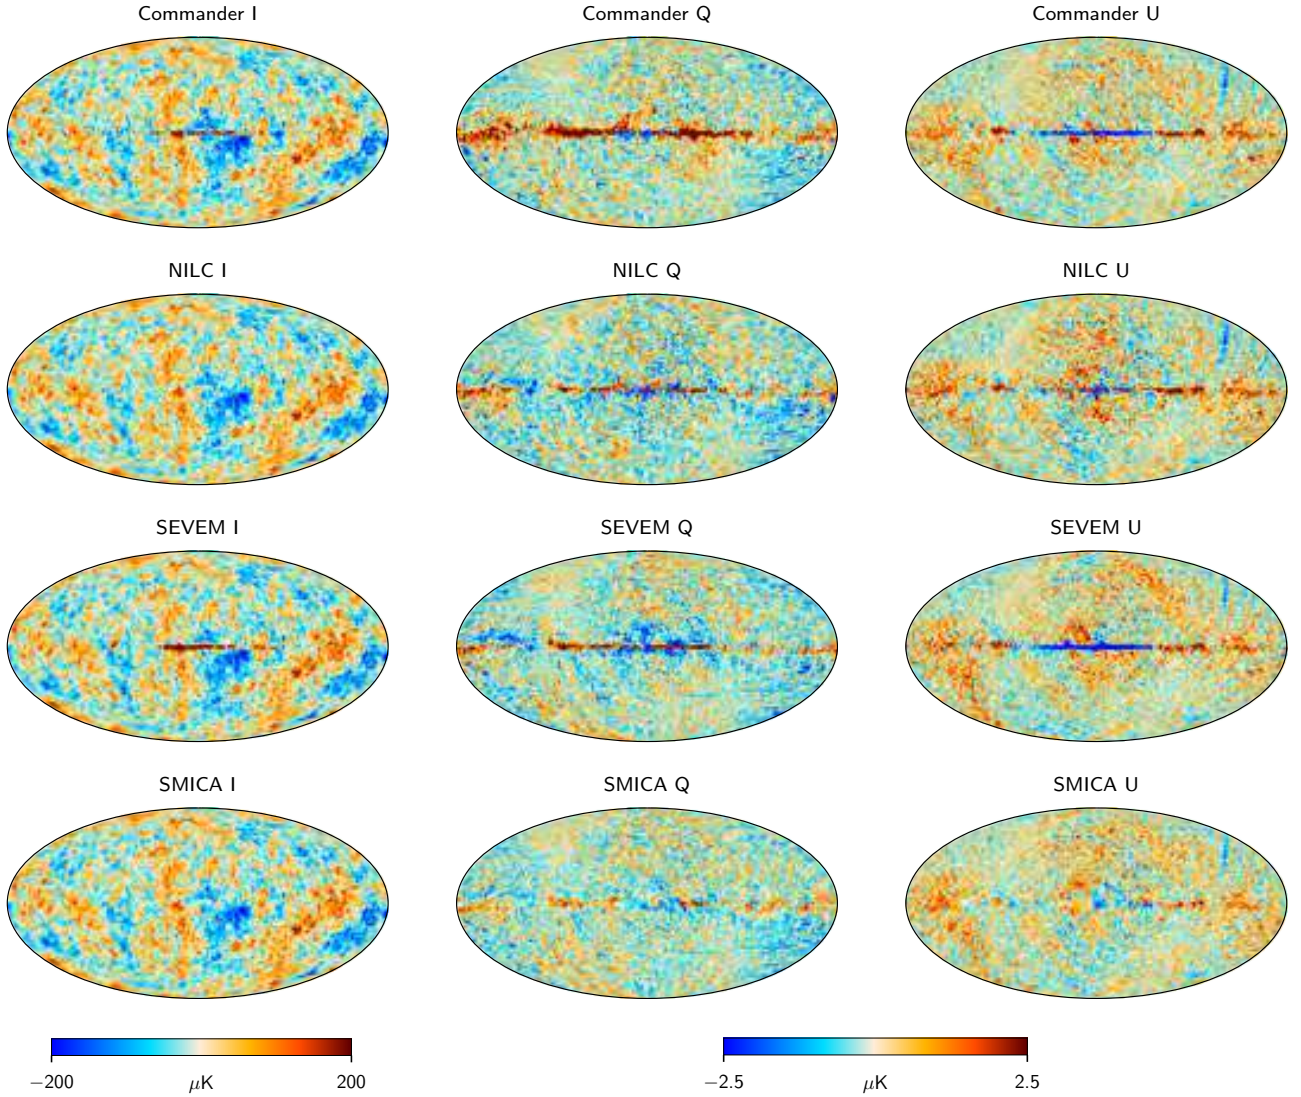 Commander I
Commander Q
Commander U
NILC I
NILC Q
NILC U
SEVEM I
SEVEM Q
SEVEM U
SMICA I
SMICA Q
SMICA U
−200 μK 200
−2.5 μK 2.5